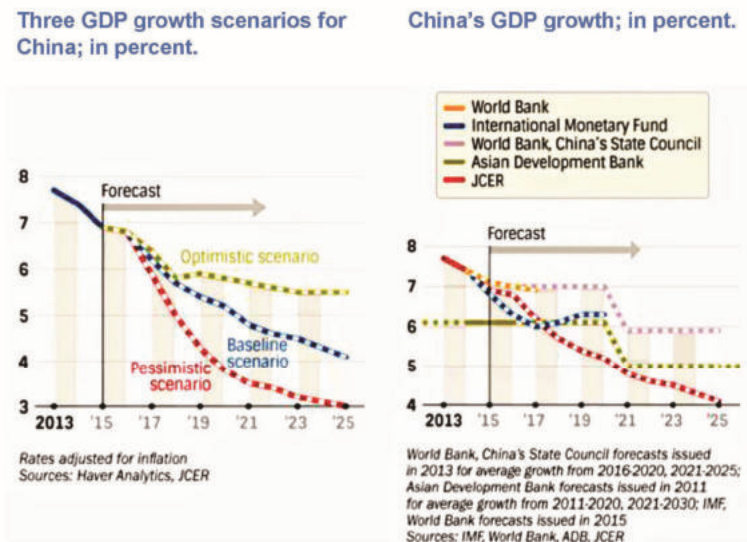 Three GDP growth scenarios for
China; in percent.
8
7
6
5
4
3
Forecast
Optimistic scenario
Baseline
scenario
Pessimistic
scenario
2013 '15 '17 '19 '21 '23 '25
Rates adjusted for inflation
Sources: Haver Analytics, JCER
China's GDP growth; in percent.
World Bank
International Monetary Fund
World Bank, China's State Council
Asian Development Bank
JCER
8
7
6
5
4
Forecast
2013 '15 '17 '19 '21 '23 '25
World Bank, China's State Council forecasts issued
in 2013 for average growth from 2016-2020, 2021-2025;
Asian Development Bank forecasts issued in 2011
for average growth from 2011-2020, 2021-2030; IMF,
World Bank forecasts issued in 2015
Sources: IMF, World Bank, ADB, JCER